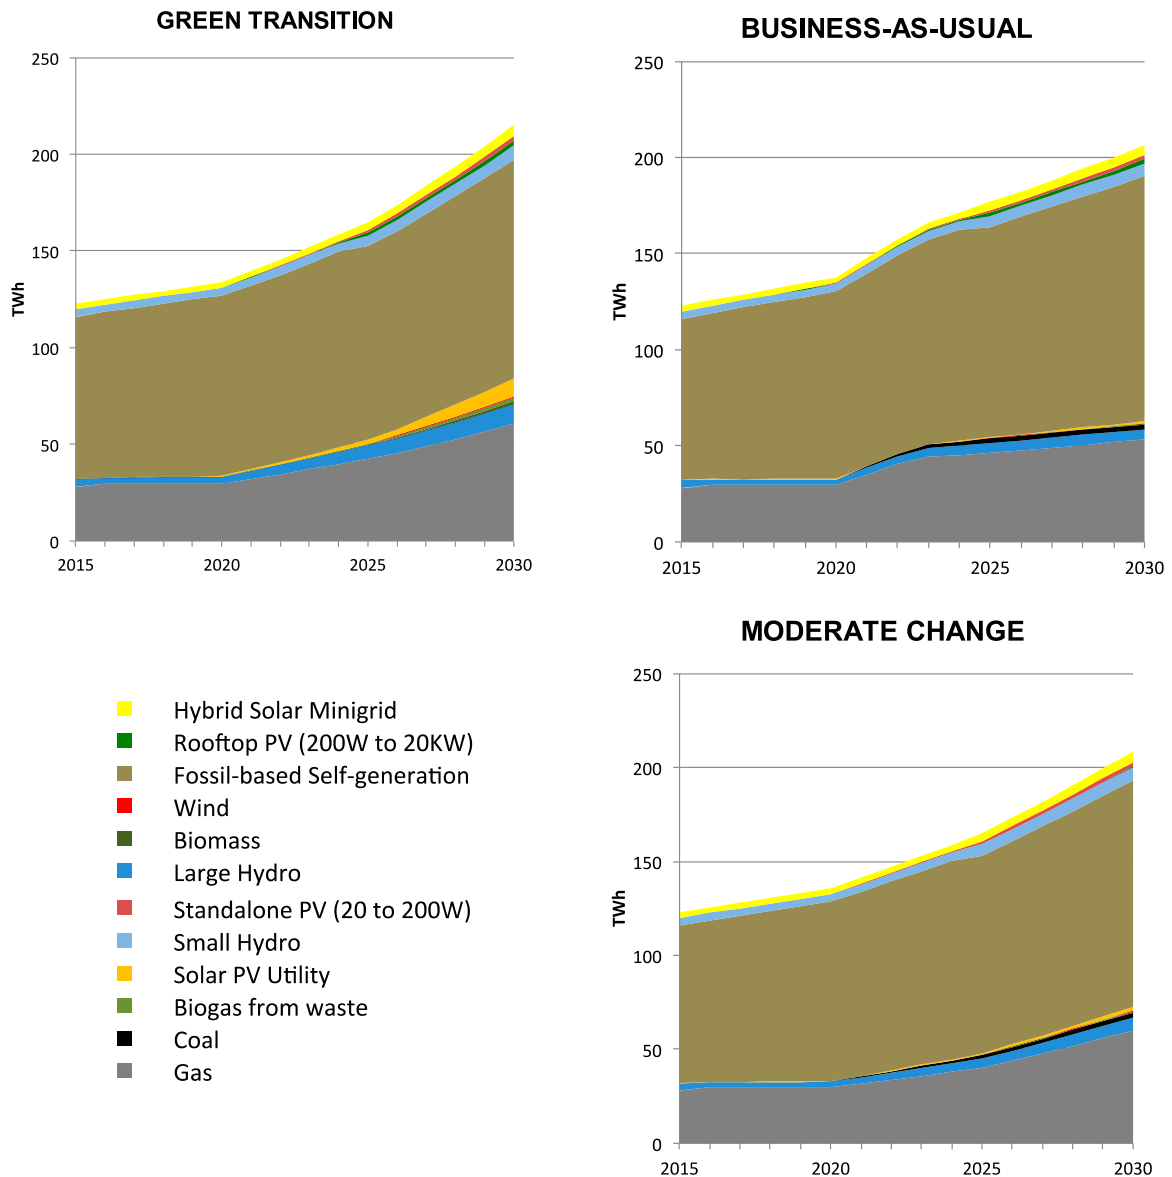 GREEN TRANSITION
250
200
150
100
50
0
TWh
2015
2020
2025
2030
BUSINESS-AS-USUAL
250
200
150
100
50
0
TWh
2015
2020
2025
2030
MODERATE CHANGE
250
200
150
100
50
0
TWh
2015
2020
2025
2030
Hybrid Solar Minigrid
Rooftop PV (200W to 20KW)
Fossil-based Self-generation
Wind
Biomass
Large Hydro
Standalone PV (20 to 200W)
Small Hydro
Solar PV Utility
Biogas from waste
Coal
Gas